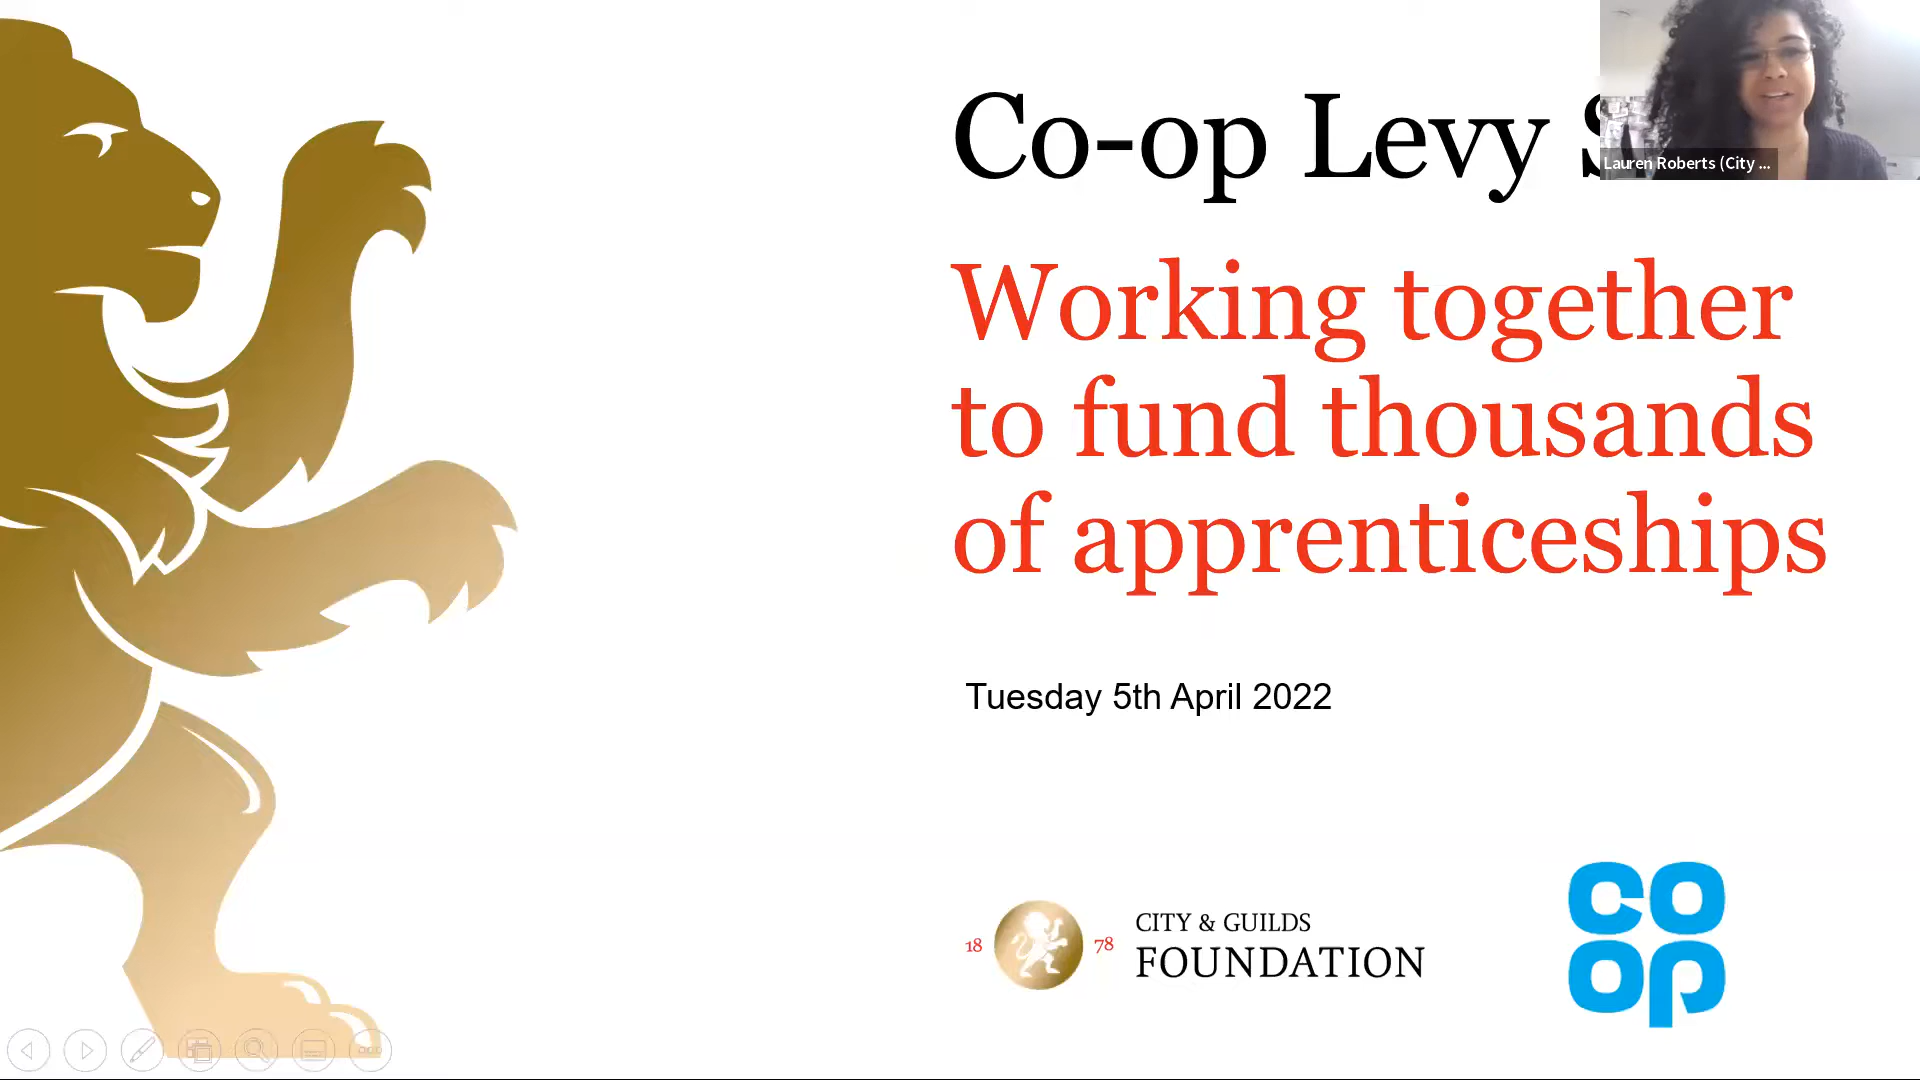 Co-op Levy
Lauren Roberts (City ...
Working together
to fund thousands
of apprenticeships
Tuesday 5th April 2022
18
78
CITY & GUILDS
FOUNDATION
CO
OP